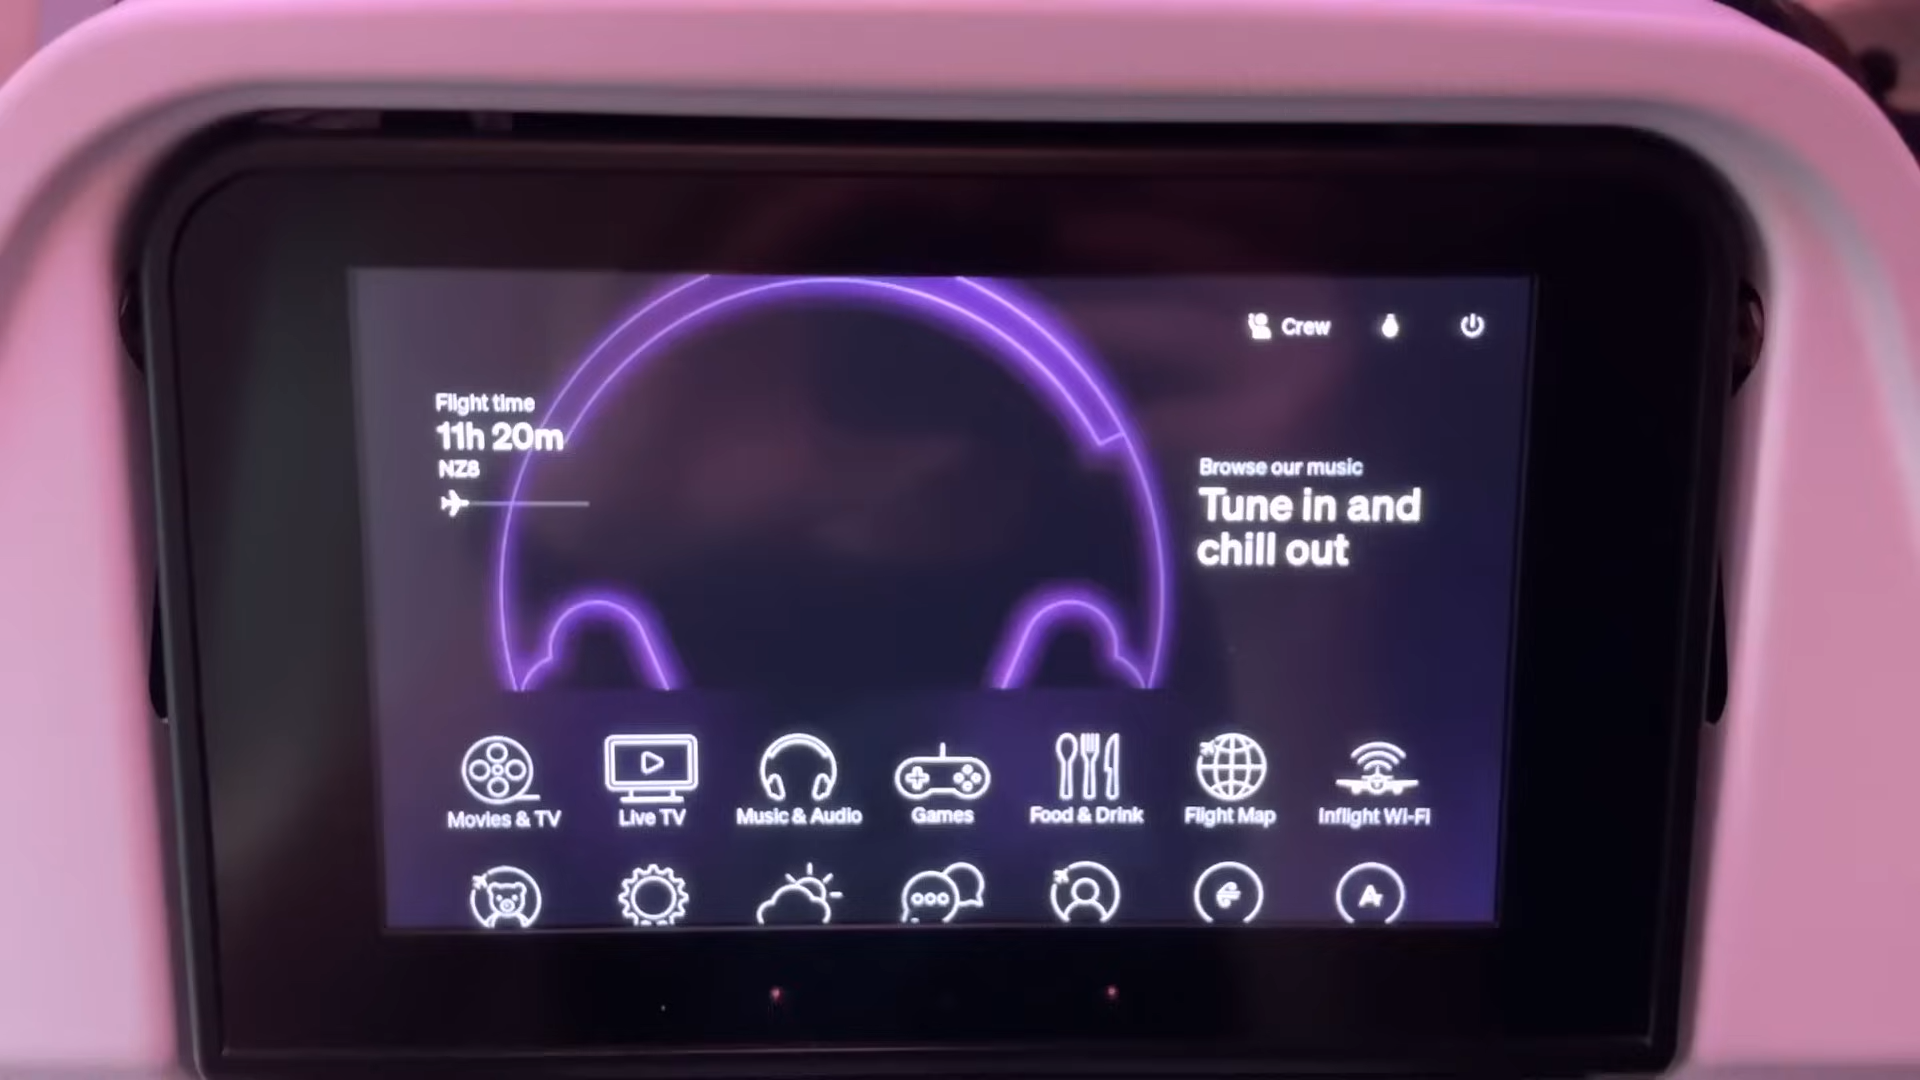 Crew
Flight time
11h 20m
NZ8
Browse our music
Tune in and
chill out
Movies & TV
Live TV
Music & Audio
Games
Food & Drink
Flight Map
Inflight Wi-Fi